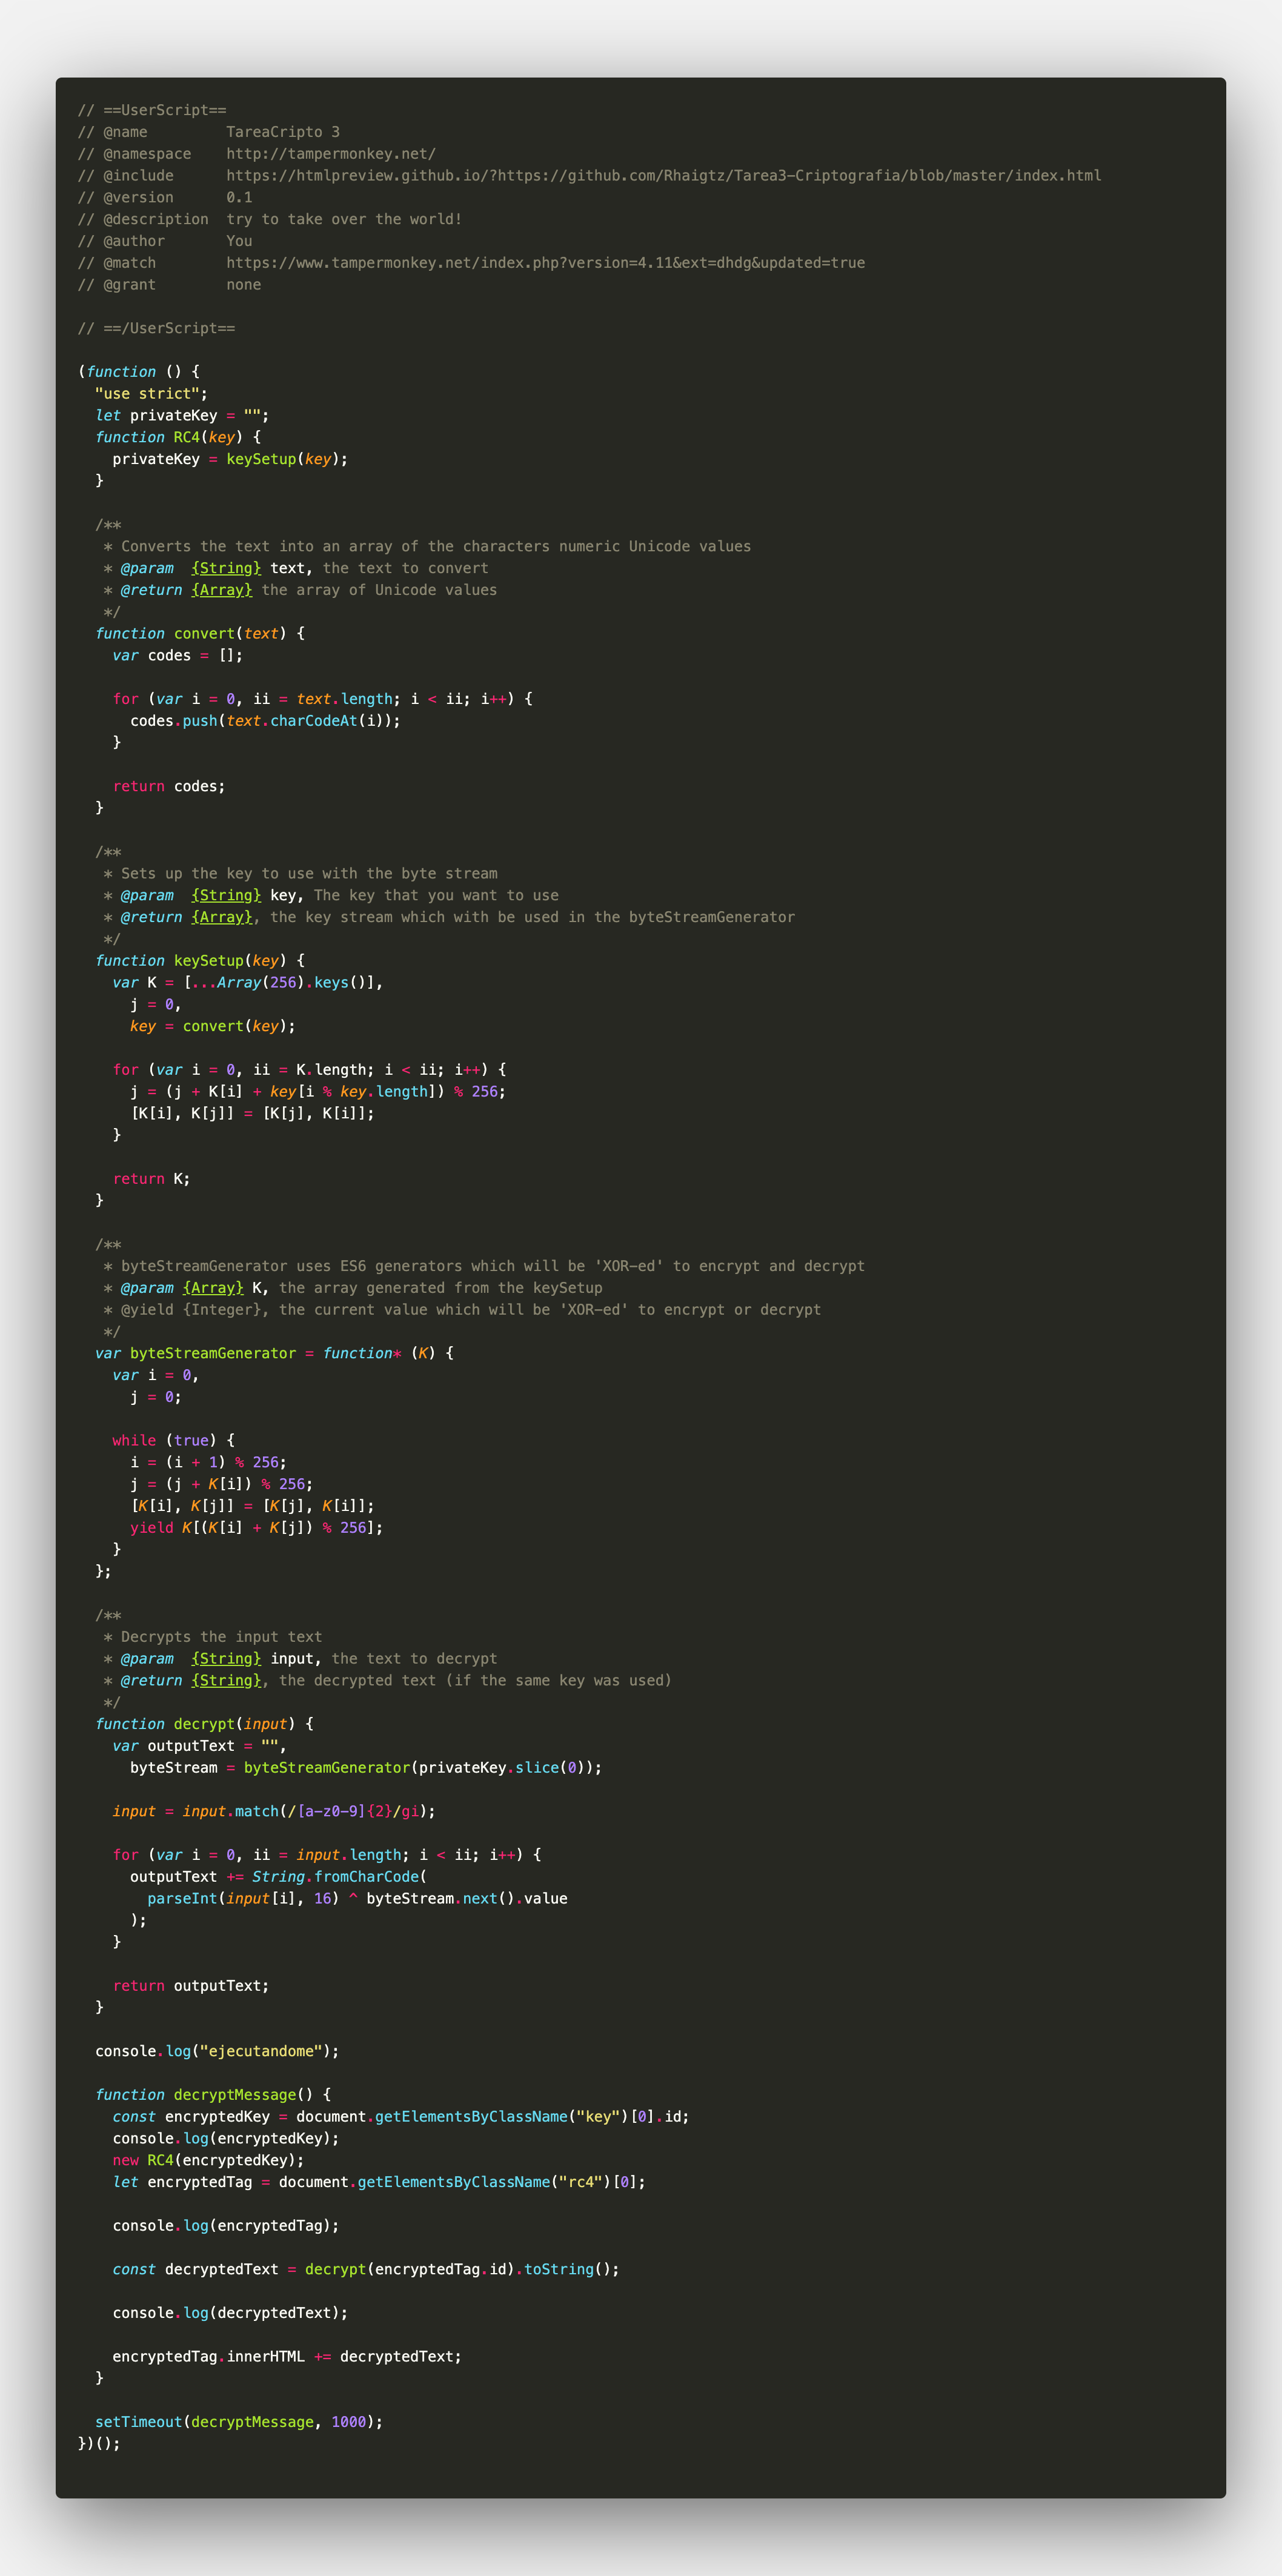 // ==UserScript==
// @name         TareaCripto 3
// @namespace    http://tampermonkey.net/
// @include      https://htmlpreview.github.io/?https://github.com/Rhaigtz/Tarea3-Criptografia/blob/master/index.html
// @version      0.1
// @description  try to take over the world!
// @author       You
// @match        https://www.tampermonkey.net/index.php?version=4.11&ext=dhdg&updated=true
// @grant        none

// ==/UserScript==

(function () {
  "use strict";
  let privateKey = "";
  function RC4(key) {
    privateKey = keySetup(key);
  }

  /**
   * Converts the text into an array of the characters numeric Unicode values
   * @param  {String} text, the text to convert
   * @return {Array} the array of Unicode values
   */
  function convert(text) {
    var codes = [];

    for (var i = 0, ii = text.length; i < ii; i++) {
      codes.push(text.charCodeAt(i));
    }

    return codes;
  }

  /**
   * Sets up the key to use with the byte stream
   * @param  {String} key, The key that you want to use
   * @return {Array}, the key stream which with be used in the byteStreamGenerator
   */
  function keySetup(key) {
    var K = [...Array(256).keys()],
      j = 0,
      key = convert(key);

    for (var i = 0, ii = K.length; i < ii; i++) {
      j = (j + K[i] + key[i % key.length]) % 256;
      [K[i], K[j]] = [K[j], K[i]];
    }

    return K;
  }

  /**
   * byteStreamGenerator uses ES6 generators which will be 'XOR-ed' to encrypt and decrypt
   * @param {Array} K, the array generated from the keySetup
   * @yield {Integer}, the current value which will be 'XOR-ed' to encrypt or decrypt
   */
  var byteStreamGenerator = function* (K) {
    var i = 0,
      j = 0;

    while (true) {
      i = (i + 1) % 256;
      j = (j + K[i]) % 256;
      [K[i], K[j]] = [K[j], K[i]];
      yield K[(K[i] + K[j]) % 256];
    }
  };

  /**
   * Decrypts the input text
   * @param  {String} input, the text to decrypt
   * @return {String}, the decrypted text (if the same key was used)
   */
  function decrypt(input) {
    var outputText = "",
      byteStream = byteStreamGenerator(privateKey.slice(0));

    input = input.match(/[a-z0-9]{2}/gi);

    for (var i = 0, ii = input.length; i < ii; i++) {
      outputText += String.fromCharCode(
        parseInt(input[i], 16) ^ byteStream.next().value
      );
    }

    return outputText;
  }

  console.log("ejecutandome");

  function decryptMessage() {
    const encryptedKey = document.getElementsByClassName("key")[0].id;
    console.log(encryptedKey);
    new RC4(encryptedKey);
    let encryptedTag = document.getElementsByClassName("rc4")[0];

    console.log(encryptedTag);

    const decryptedText = decrypt(encryptedTag.id).toString();

    console.log(decryptedText);

    encryptedTag.innerHTML += decryptedText;
  }

  setTimeout(decryptMessage, 1000);
})();